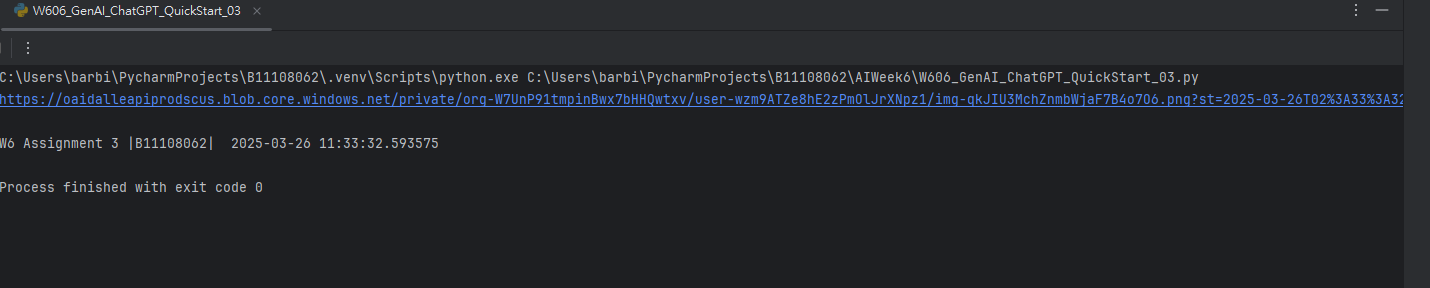 W606_GenAI_ChatGPT_QuickStart_03
C:\Users\barbi\PycharmProjects\B11108062\.venv\Scripts\python.exe C:\Users\barbi\PycharmProjects\B11108062\AIWeek6\W606_GenAI_ChatGPT_QuickStart_03.py
https://oaidalleapiprodscus.blob.core.windows.net/private/org-W7UnP91tmpinBwx7bHHQwtxv/user-wzm9ATZe8hE2zPmOlJrXNpz1/img-qkJIU3MchZnmbWjaF7B4o7O6.png?st=2025-03-26T02%3A33%3A32
W6 Assignment 3 |B11108062|  2025-03-26 11:33:32.593575
Process finished with exit code 0